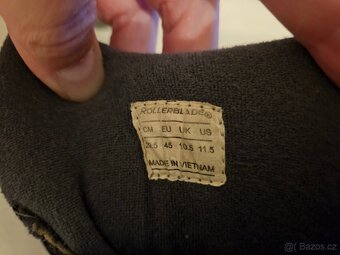 ROLLERBLADE®
CM EU UK US
29.5 45 10.5 11.5
MADE IN VIETNAM
bazos.cz